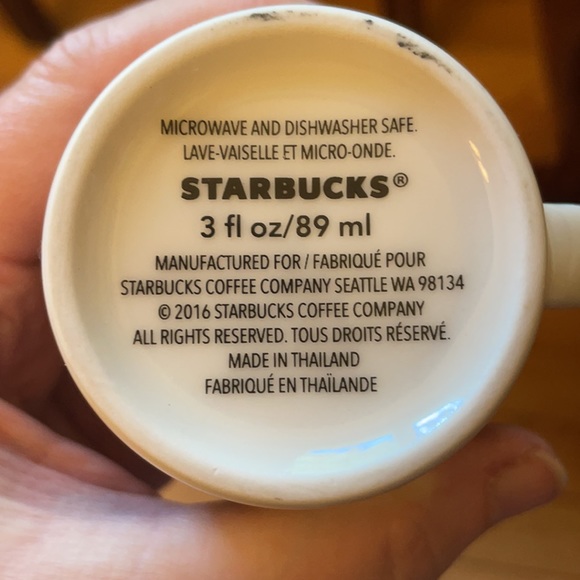 MICROWAVE AND DISHWASHER SAFE.
LAVE-VAISELLE ET MICRO-ONDE.
STARBUCKS®
3 fl oz/89 ml
MANUFACTURED FOR / FABRIQUÉ POUR
STARBUCKS COFFEE COMPANY SEATTLE WA 98134
© 2016 STARBUCKS COFFEE COMPANY
ALL RIGHTS RESERVED. TOUS DROITS RÉSERVÉ.
MADE IN THAILAND
FABRIQUÉ EN THAÏLANDE